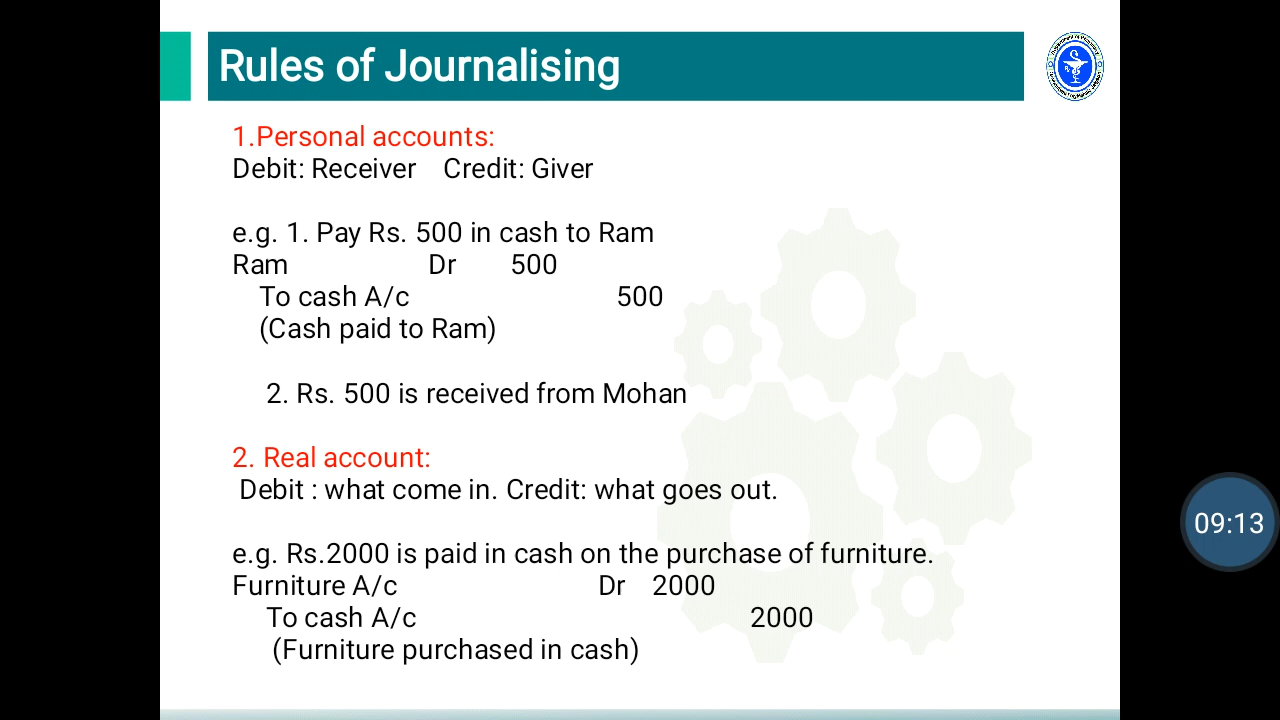 Rules of Journalising
1.Personal accounts:
Debit: Receiver Credit: Giver
e.g. 1. Pay Rs. 500 in cash to Ram
Ram Dr 500
To cash A/c 500
(Cash paid to Ram)
2. Rs. 500 is received from Mohan
2. Real account:
Debit : what come in. Credit: what goes out.
e.g. Rs.2000 is paid in cash on the purchase of furniture.
Furniture A/c Dr 2000
To cash A/c 2000
(Furniture purchased in cash)
09:13